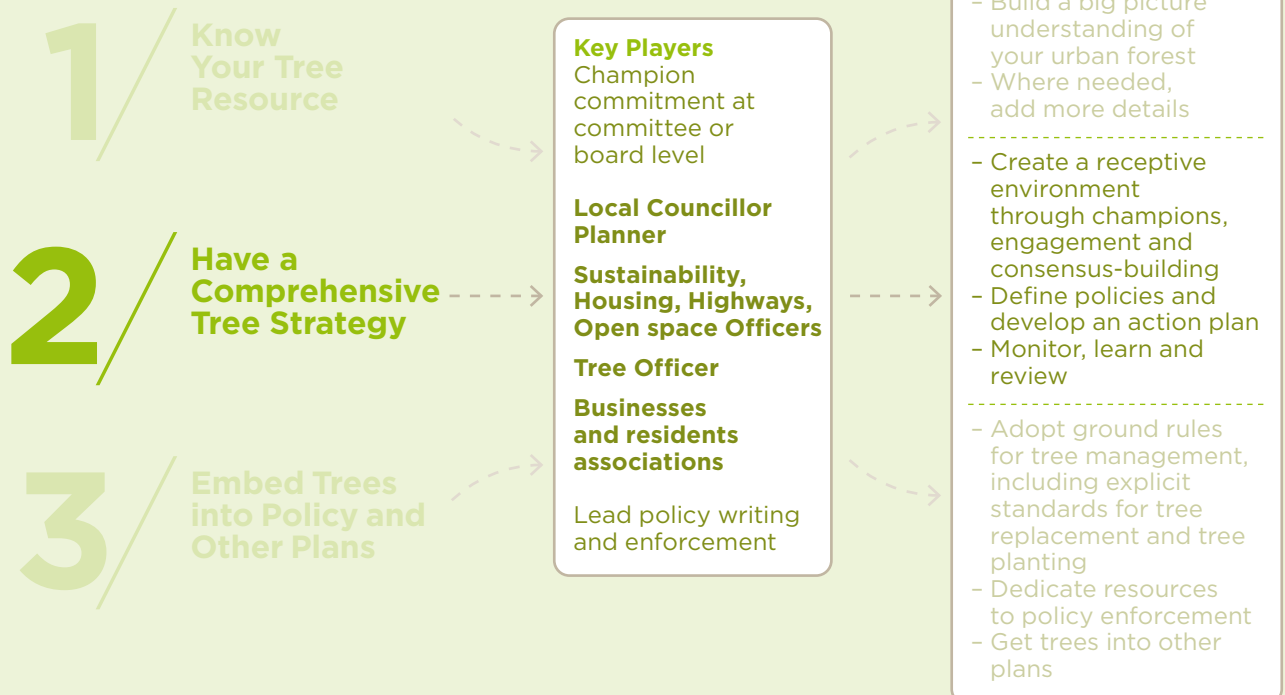 1
Know
Your Tree
Resource
2
Have a
Comprehensive
Tree Strategy
3
Embed Trees
into Policy and
Other Plans
Key Players
Champion
commitment at
committee or
board level
Local Councillor
Planner
Sustainability,
Housing, Highways,
Open space Officers
Tree Officer
Businesses
and residents
associations
Lead policy writing
and enforcement
– Build a big picture
understanding of
your urban forest
– Where needed,
add more details
– Create a receptive
environment
through champions,
engagement and
consensus-building
– Define policies and
develop an action plan
– Monitor, learn and
review
– Adopt ground rules
for tree management,
including explicit
standards for tree
replacement and tree
planting
– Dedicate resources
to policy enforcement
– Get trees into other
plans